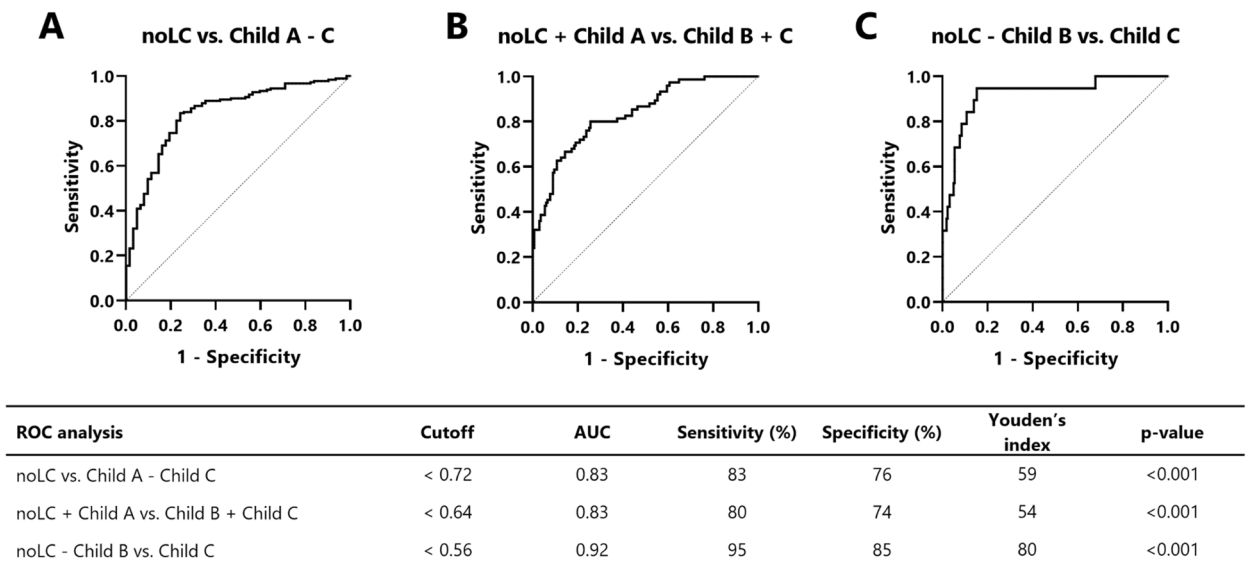 A
noLC vs. Child A - C
1.0
0.8
0.6
0.4
0.2
0.0
Sensitivity
0.0 0.2 0.4 0.6 0.8 1.0
1 - Specificity
B
noLC + Child A vs. Child B + C
1.0
0.8
0.6
0.4
0.2
0.0
Sensitivity
0.0 0.2 0.4 0.6 0.8 1.0
1 - Specificity
C
noLC - Child B vs. Child C
1.0
0.8
0.6
0.4
0.2
0.0
Sensitivity
0.0 0.2 0.4 0.6 0.8 1.0
1 - Specificity
ROC analysis Cutoff AUC Sensitivity (%) Specificity (%) Youden’s index p-value
noLC vs. Child A - Child C < 0.72 0.83 83 76 59 <0.001
noLC + Child A vs. Child B + Child C < 0.64 0.83 80 74 54 <0.001
noLC - Child B vs. Child C < 0.56 0.92 95 85 80 <0.001